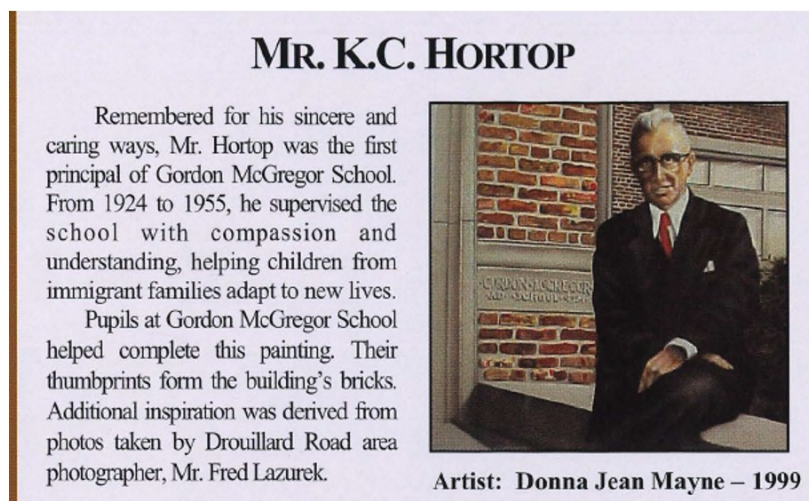 MR. K.C. HORTOP
Remembered for his sincere and
caring ways, Mr. Hortop was the first
principal of Gordon McGregor School.
From 1924 to 1955, he supervised the
school with compassion and
understanding, helping children from
immigrant families adapt to new lives.
Pupils at Gordon McGregor School
helped complete this painting. Their
thumbprints form the building's bricks.
Additional inspiration was derived from
photos taken by Drouillard Road area
photographer, Mr. Fred Lazurek.
GORDON McGREGOR
SCHOOL
Artist: Donna Jean Mayne – 1999